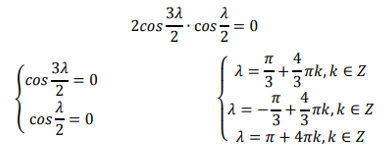 2cos 3λ/2 · cos λ/2 = 0
{ cos 3λ/2 = 0
cos λ/2 = 0
{ λ = π/3 + 4/3 πk, k ∈ Z
λ = − π/3 + 4/3 πk, k ∈ Z
λ = π + 4πk, k ∈ Z